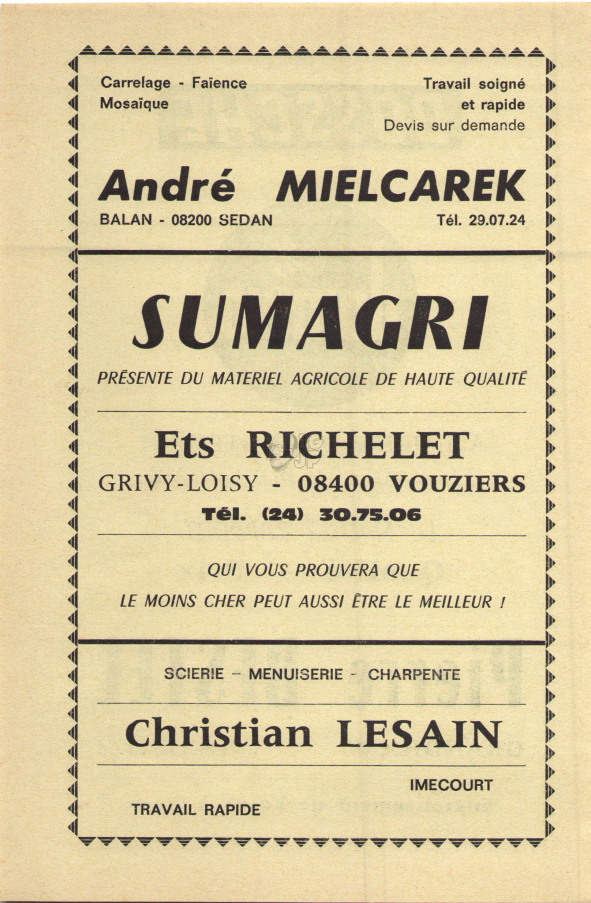 Carrelage - Faïence
Mosaïque
Travail soigné
et rapide
Devis sur demande
André MIELCAREK
BALAN - 08200 SEDAN
Tél. 29.07.24
SUMAGRI
PRÉSENTE DU MATERIEL AGRICOLE DE HAUTE QUALITÉ
Ets RICHELET
GRIVY-LOISY - 08400 VOUZIERS
Tél. (24) 30.75.06
QUI VOUS PROUVERA QUE
LE MOINS CHER PEUT AUSSI ÊTRE LE MEILLEUR !
SCIERIE - MENUISERIE - CHARPENTE
Christian LESAIN
IMECOURT
TRAVAIL RAPIDE